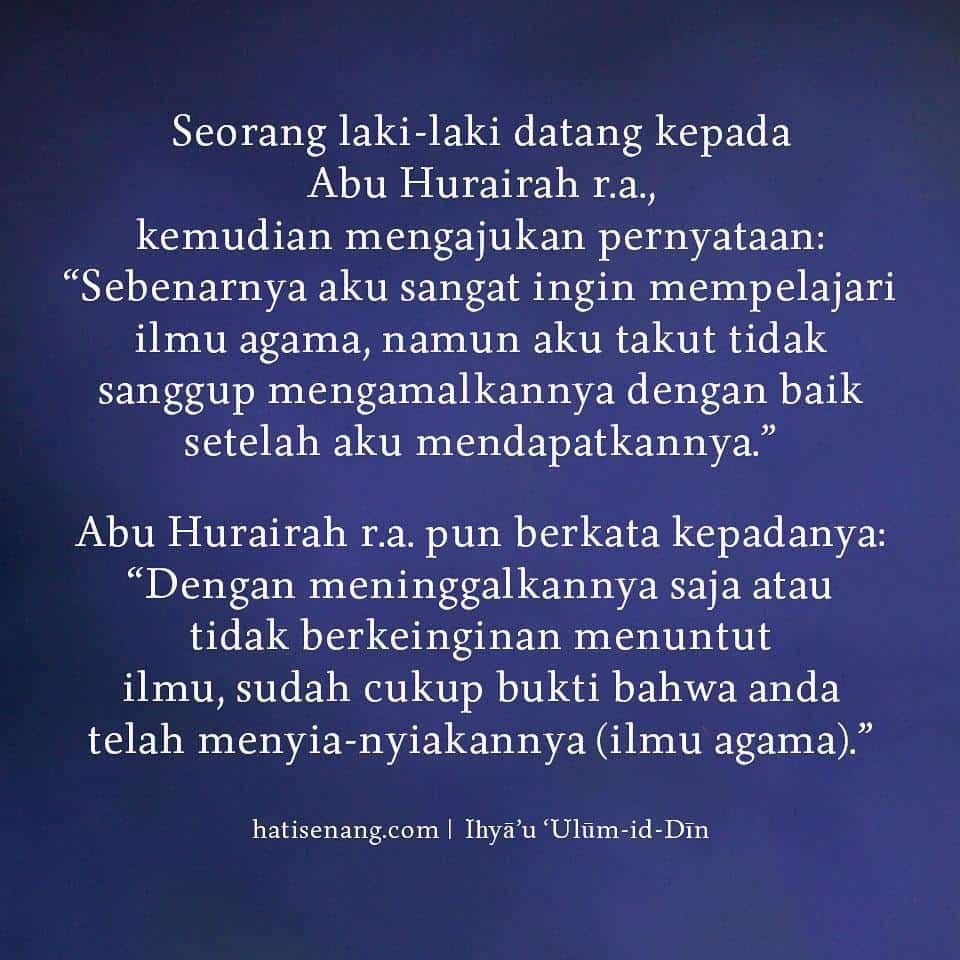 Seorang laki-laki datang kepada
Abu Hurairah r.a.,
kemudian mengajukan pernyataan:
“Sebenarnya aku sangat ingin mempelajari
ilmu agama, namun aku takut tidak
sanggup mengamalkannya dengan baik
setelah aku mendapatkannya.”
Abu Hurairah r.a. pun berkata kepadanya:
“Dengan meninggalkannya saja atau
tidak berkeinginan menuntut
ilmu, sudah cukup bukti bahwa anda
telah menyia-nyiakannya (ilmu agama).”
hatisenang.com | Ihyā’u ‘Ulūm-id-Dīn